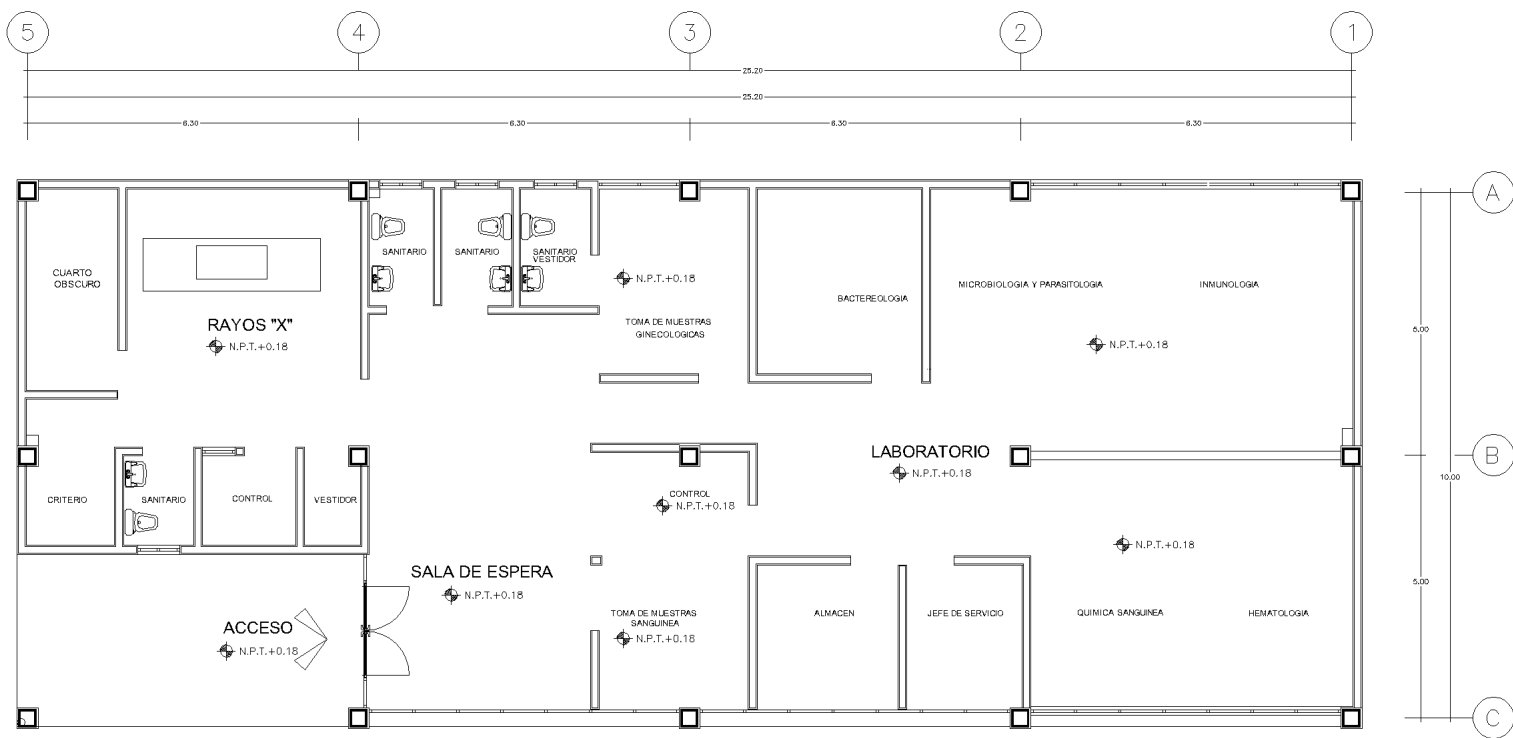 5
4
3
2
1
25.20
25.20
6.30
6.30
6.30
6.30
A
SANITARIO
SANITARIO
SANITARIO
VESTIDOR
CUARTO
OBSCURO
N.P.T.+0.18
MICROBIOLOGIA Y PARASITOLOGIA
INMUNOLOGIA
BACTEREOLOGIA
RAYOS "X"
N.P.T.+0.18
TOMA DE MUESTRAS
GINECOLOGICAS
N.P.T.+0.18
5.00
B
LABORATORIO
N.P.T.+0.18
10.00
CRITERIO
SANITARIO
CONTROL
VESTIDOR
CONTROL
N.P.T.+0.18
N.P.T.+0.18
SALA DE ESPERA
N.P.T.+0.18
5.00
ACCESO
N.P.T.+0.18
TOMA DE MUESTRAS
SANGUINEA
N.P.T.+0.18
ALMACEN
JEFE DE SERVICIO
QUIMICA SANGUINEA
HEMATOLOGIA
C